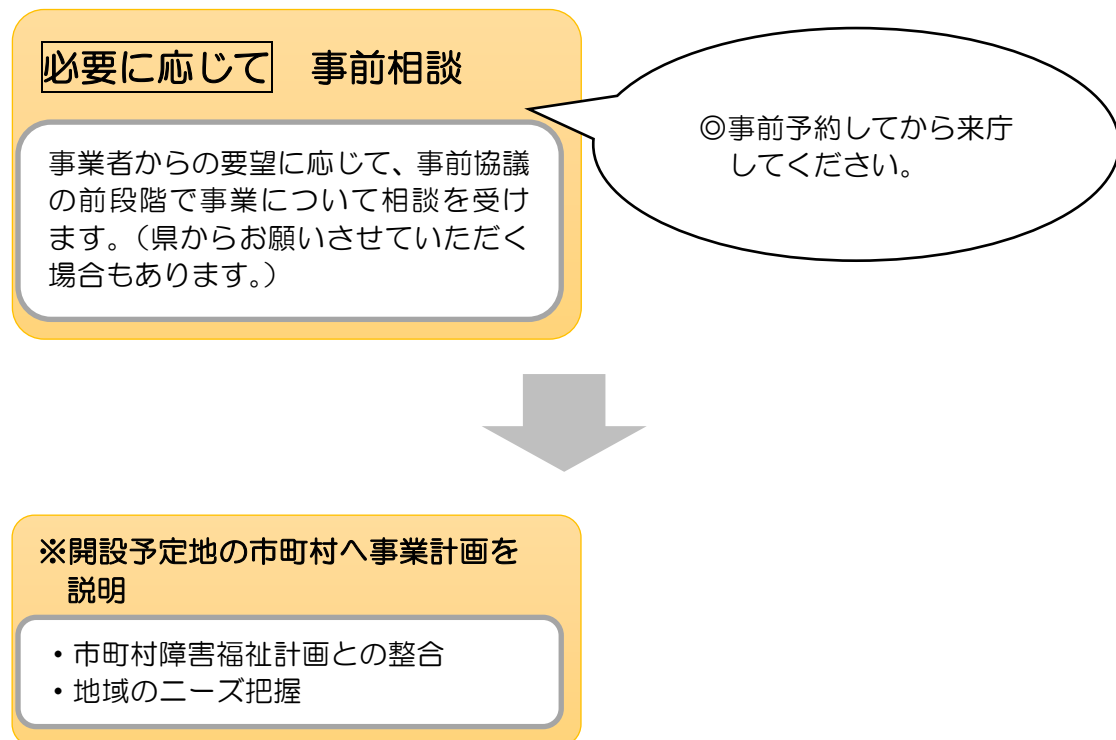 必要に応じて　事前相談
事業者からの要望に応じて、事前協議
の前段階で事業について相談を受け
ます。（県からお願いさせていただく
場合もあります。）
◎事前予約してから来庁
してください。
※開設予定地の市町村へ事業計画を
説明
・市町村障害福祉計画との整合
・地域のニーズ把握